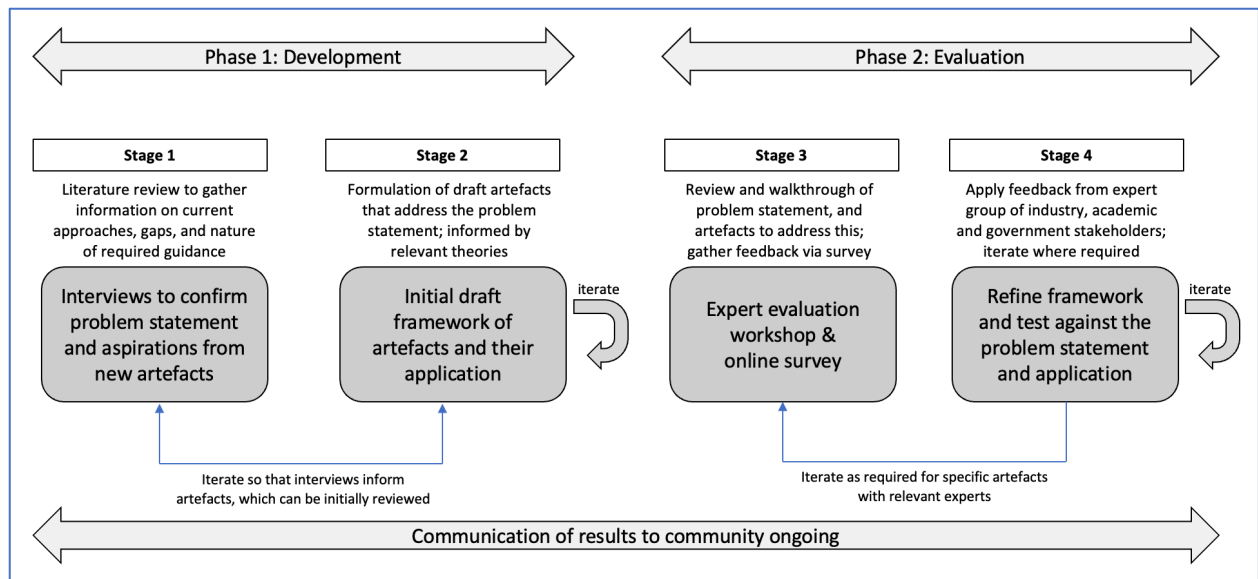 Phase 1: Development
Phase 2: Evaluation
Stage 1
Literature review to gather
information on current
approaches, gaps, and nature
of required guidance
Interviews to confirm
problem statement
and aspirations from
new artefacts
Stage 2
Formulation of draft artefacts
that address the problem
statement; informed by
relevant theories
Initial draft
framework of
artefacts and their
application
iterate
Iterate so that interviews inform
artefacts, which can be initially reviewed
Stage 3
Review and walkthrough of
problem statement, and
artefacts to address this;
gather feedback via survey
Expert evaluation
workshop &
online survey
Stage 4
Apply feedback from expert
group of industry, academic
and government stakeholders;
iterate where required
Refine framework
and test against the
problem statement
and application
iterate
Iterate as required for specific artefacts
with relevant experts
Communication of results to community ongoing